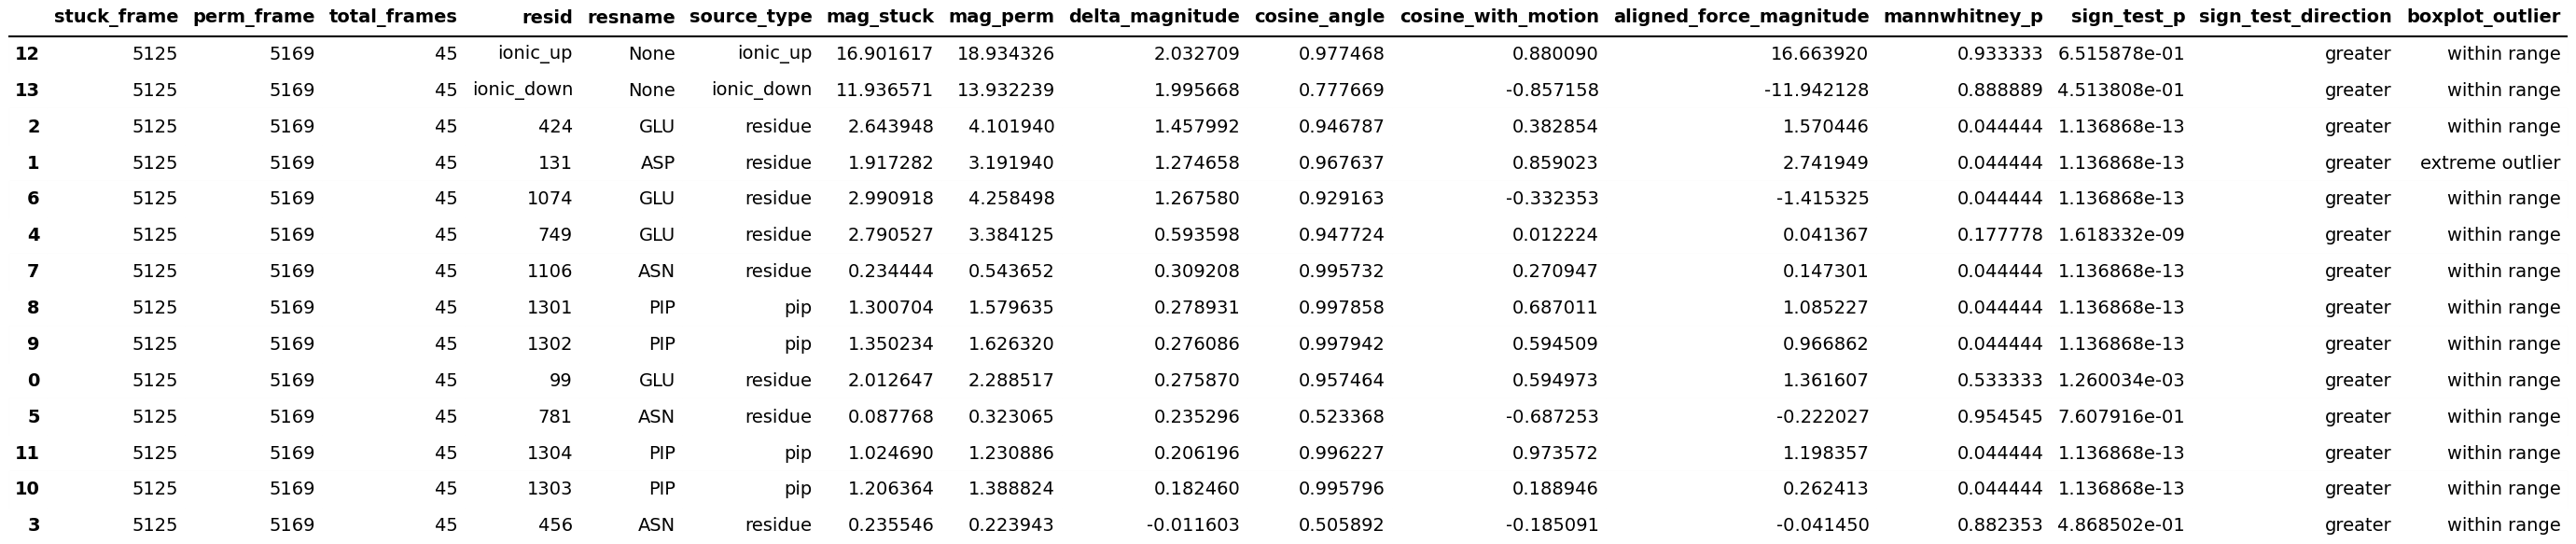 stuck_frame perm_frame total_frames resid resname source_type mag_stuck mag_perm delta_magnitude cosine_angle cosine_with_motion aligned_force_magnitude mannwhitney_p sign_test_p sign_test_direction boxplot_outlier
12 5125 5169 45 ionic_up None ionic_up 16.901617 18.934326 2.032709 0.977468 0.880090 16.663920 0.933333 6.515878e-01 greater within range
13 5125 5169 45 ionic_down None ionic_down 11.936571 13.932239 1.995668 0.777669 -0.857158 -11.942128 0.888889 4.513808e-01 greater within range
2 5125 5169 45 424 GLU residue 2.643948 4.101940 1.457992 0.946787 0.382854 1.570446 0.044444 1.136868e-13 greater within range
1 5125 5169 45 131 ASP residue 1.917282 3.191940 1.274658 0.967637 0.859023 2.741949 0.044444 1.136868e-13 greater extreme outlier
6 5125 5169 45 1074 GLU residue 2.990918 4.258498 1.267580 0.929163 -0.332353 -1.415325 0.044444 1.136868e-13 greater within range
4 5125 5169 45 749 GLU residue 2.790527 3.384125 0.593598 0.947724 0.012224 0.041367 0.177778 1.618332e-09 greater within range
7 5125 5169 45 1106 ASN residue 0.234444 0.543652 0.309208 0.995732 0.270947 0.147301 0.044444 1.136868e-13 greater within range
8 5125 5169 45 1301 PIP pip 1.300704 1.579635 0.278931 0.997858 0.687011 1.085227 0.044444 1.136868e-13 greater within range
9 5125 5169 45 1302 PIP pip 1.350234 1.626320 0.276086 0.997942 0.594509 0.966862 0.044444 1.136868e-13 greater within range
0 5125 5169 45 99 GLU residue 2.012647 2.288517 0.275870 0.957464 0.594973 1.361607 0.533333 1.260034e-03 greater within range
5 5125 5169 45 781 ASN residue 0.087768 0.323065 0.235296 0.523368 -0.687253 -0.222027 0.954545 7.607916e-01 greater within range
11 5125 5169 45 1304 PIP pip 1.024690 1.230886 0.206196 0.996227 0.973572 1.198357 0.044444 1.136868e-13 greater within range
10 5125 5169 45 1303 PIP pip 1.206364 1.388824 0.182460 0.995796 0.188946 0.262413 0.044444 1.136868e-13 greater within range
3 5125 5169 45 456 ASN residue 0.235546 0.223943 -0.011603 0.505892 -0.185091 -0.041450 0.882353 4.868502e-01 greater within range